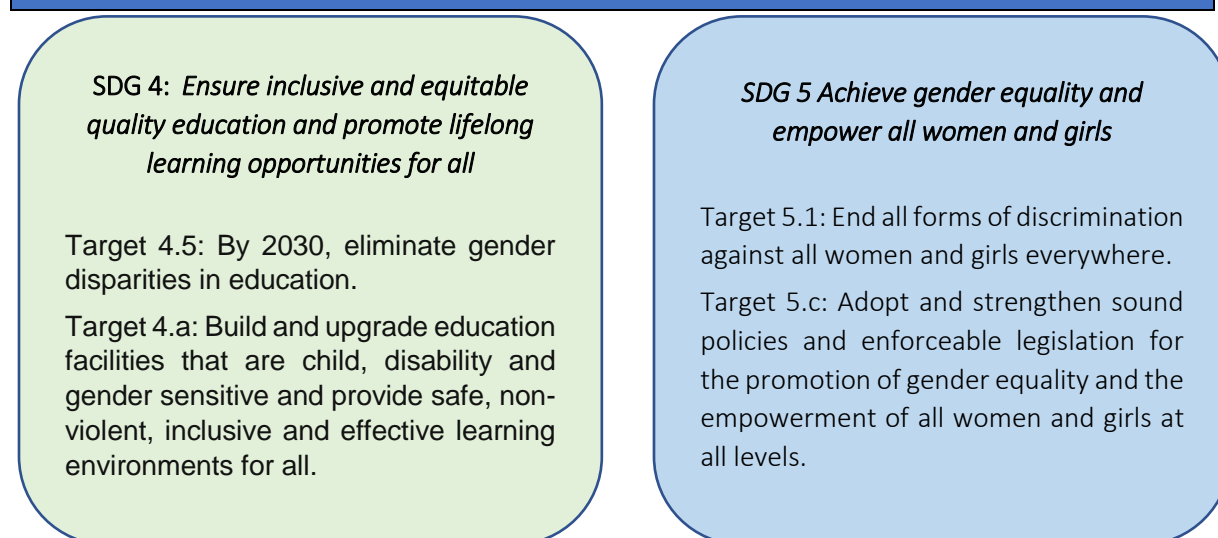 SDG 4: Ensure inclusive and equitable
quality education and promote lifelong
learning opportunities for all
Target 4.5: By 2030, eliminate gender
disparities in education.
Target 4.a: Build and upgrade education
facilities that are child, disability and
gender sensitive and provide safe, non-
violent, inclusive and effective learning
environments for all.
SDG 5 Achieve gender equality and
empower all women and girls
Target 5.1: End all forms of discrimination
against all women and girls everywhere.
Target 5.c: Adopt and strengthen sound
policies and enforceable legislation for
the promotion of gender equality and the
empowerment of all women and girls at
all levels.